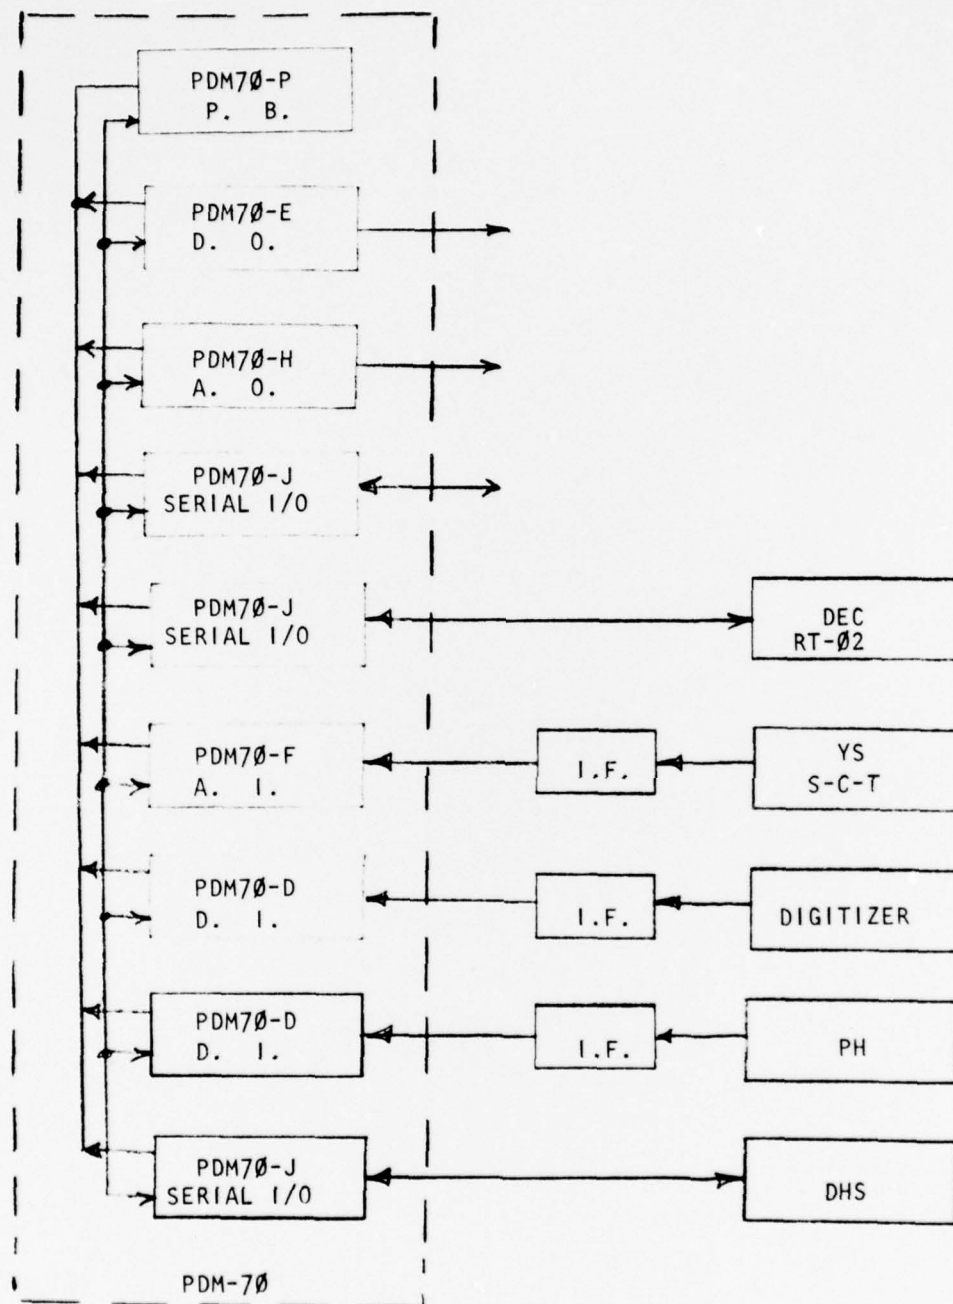 PDM7Ø-P
P. B.
PDM7Ø-E
D. O.
PDM7Ø-H
A. O.
PDM7Ø-J
SERIAL I/O
PDM7Ø-J
SERIAL I/O
DEC
RT-Ø2
PDM7Ø-F
A. I.
I.F.
YS
S-C-T
PDM7Ø-D
D. I.
I.F.
DIGITIZER
PDM7Ø-D
D. I.
I.F.
PH
PDM7Ø-J
SERIAL I/O
DHS
PDM-7Ø